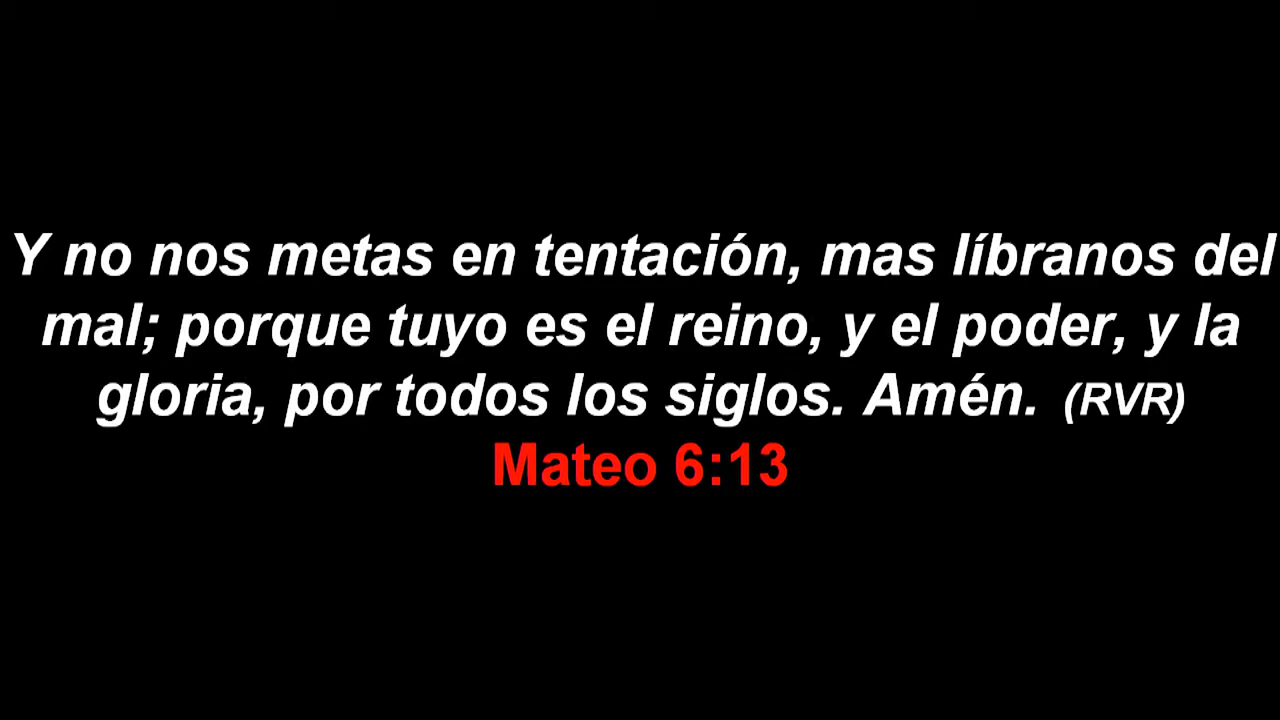 Y no nos metas en tentación, mas líbranos del
mal; porque tuyo es el reino, y el poder, y la
gloria, por todos los siglos. Amén. (RVR)
Mateo 6:13